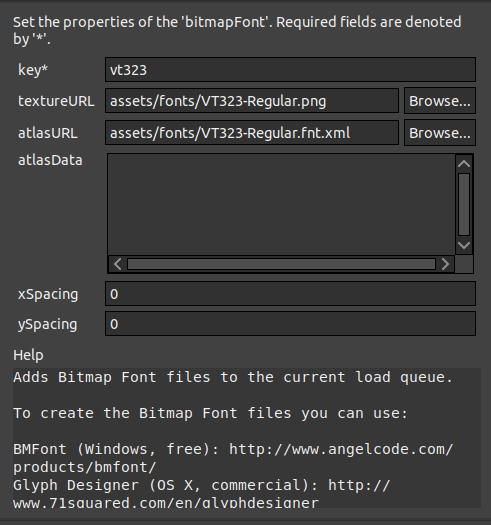 Set the properties of the 'bitmapFont'. Required fields are denoted
by '*'.
key* vt323
textureURL assets/fonts/VT323-Regular.png Browse...
atlasURL assets/fonts/VT323-Regular.fnt.xml Browse...
atlasData
xSpacing 0
ySpacing 0
Help
Adds Bitmap Font files to the current load queue.
To create the Bitmap Font files you can use:
BMFont (Windows, free): http://www.angelcode.com/
products/bmfont/
Glyph Designer (OS X, commercial): http://
www.71squared.com/en/glyphdesigner